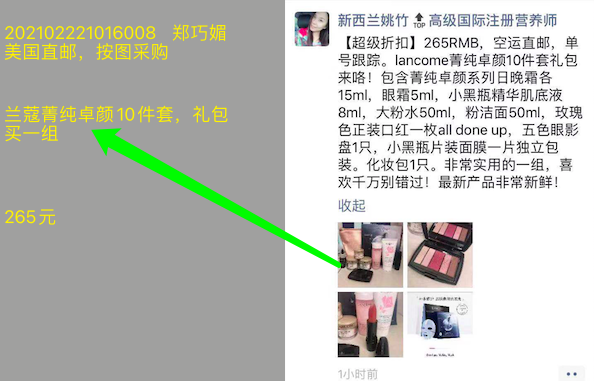 202102221016008 郑巧媚
美国直邮，按图采购
兰蔻菁纯卓颜10件套，礼包
买一组
265元
新西兰姚竹 TOP 高级国际注册营养师
【超级折扣】265RMB，空运直邮，单
号跟踪。lancome菁纯卓颜10件套礼包
来咯！包含菁纯卓颜系列日晚霜各
15ml，眼霜5ml，小黑瓶精华肌底液
8ml，大粉水50ml，粉洁面50ml，玫瑰
色正装口红一枚all done up，五色眼影
盘1只，小黑瓶片装面膜一片独立包
装。化妆包1只。非常实用的一组，喜
欢千万别错过！最新产品非常新鲜！
收起
1小时前